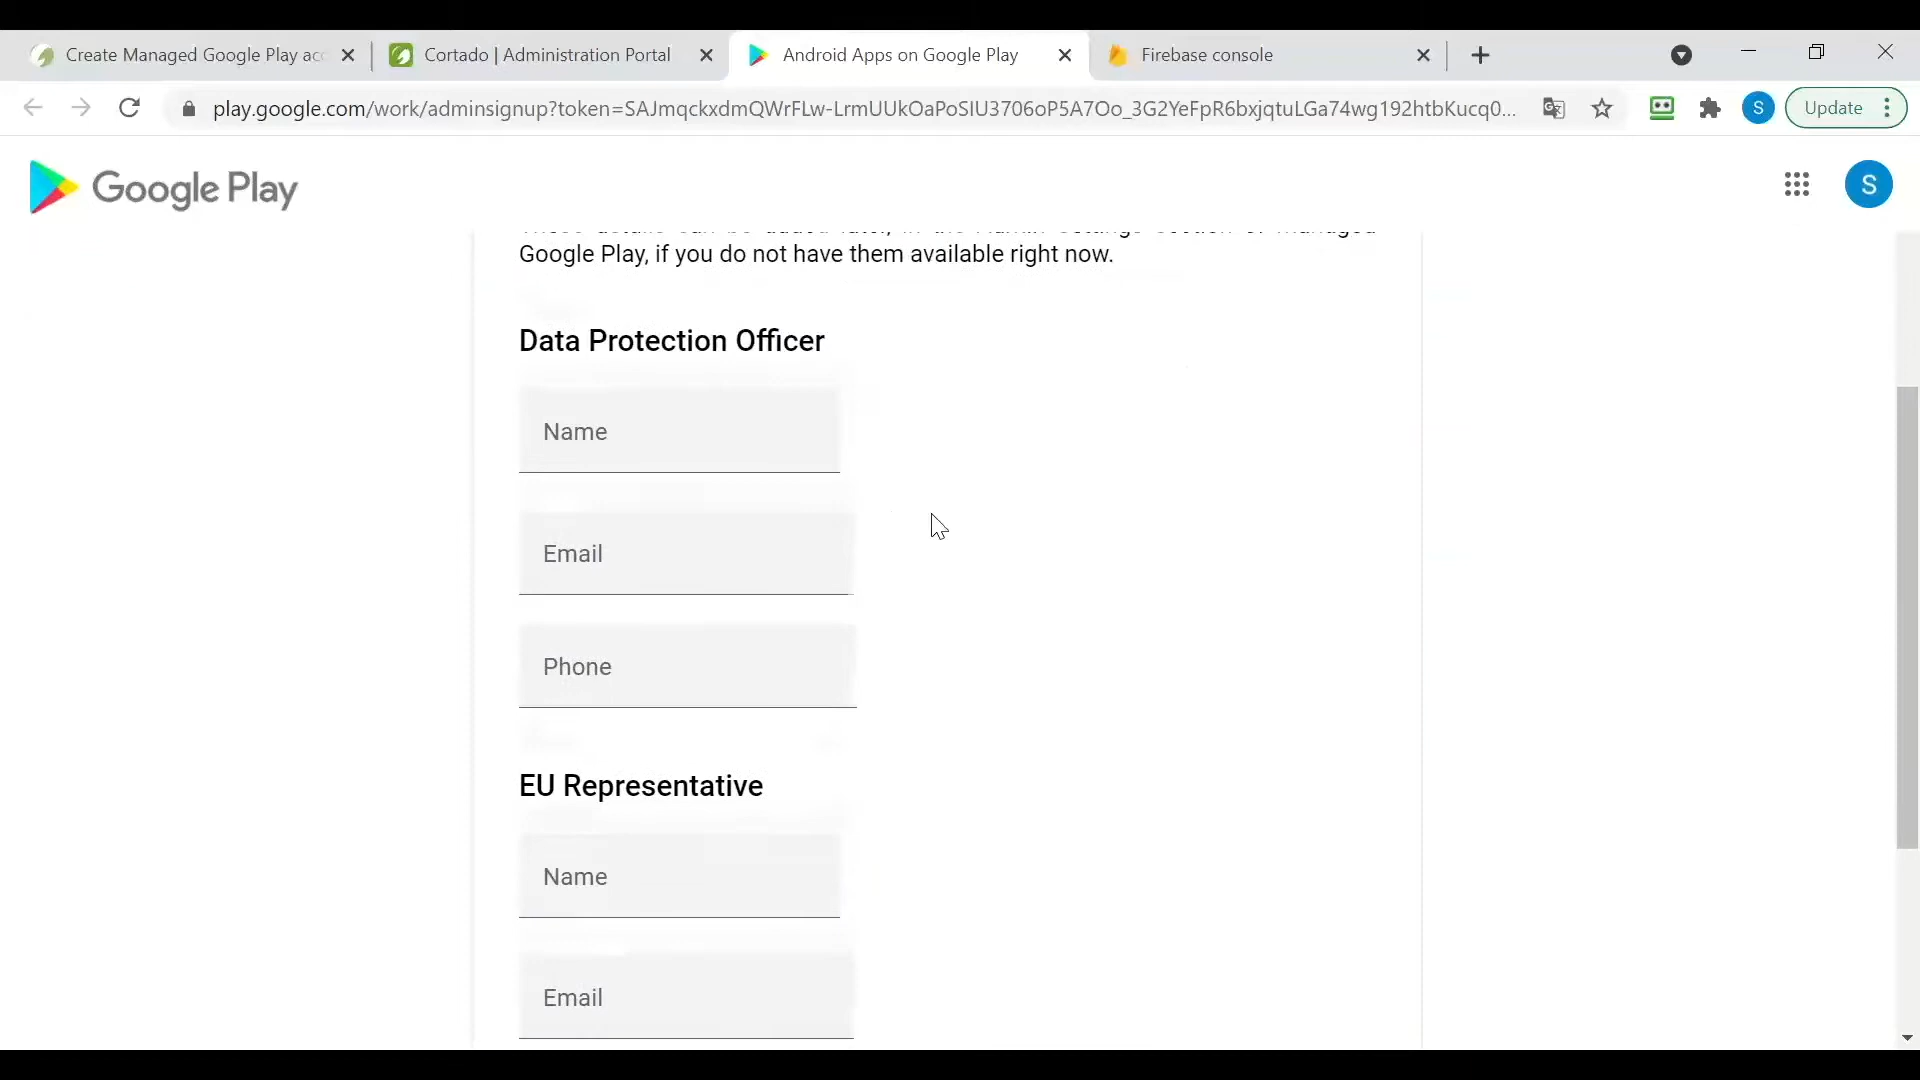 Create Managed Google Play acc
Cortado | Administration Portal
Android Apps on Google Play
Firebase console
play.google.com/work/adminsignup?token=SAJmqckxdmQWrFLw-LrmUUkOaPoSIU3706oP5A7Oo_3G2YeFpR6bxjqtuLGa74wg192htbKucq0...
S
Update
Google Play
S
Google Play, if you do not have them available right now.
Data Protection Officer
Name
Email
Phone
EU Representative
Name
Email